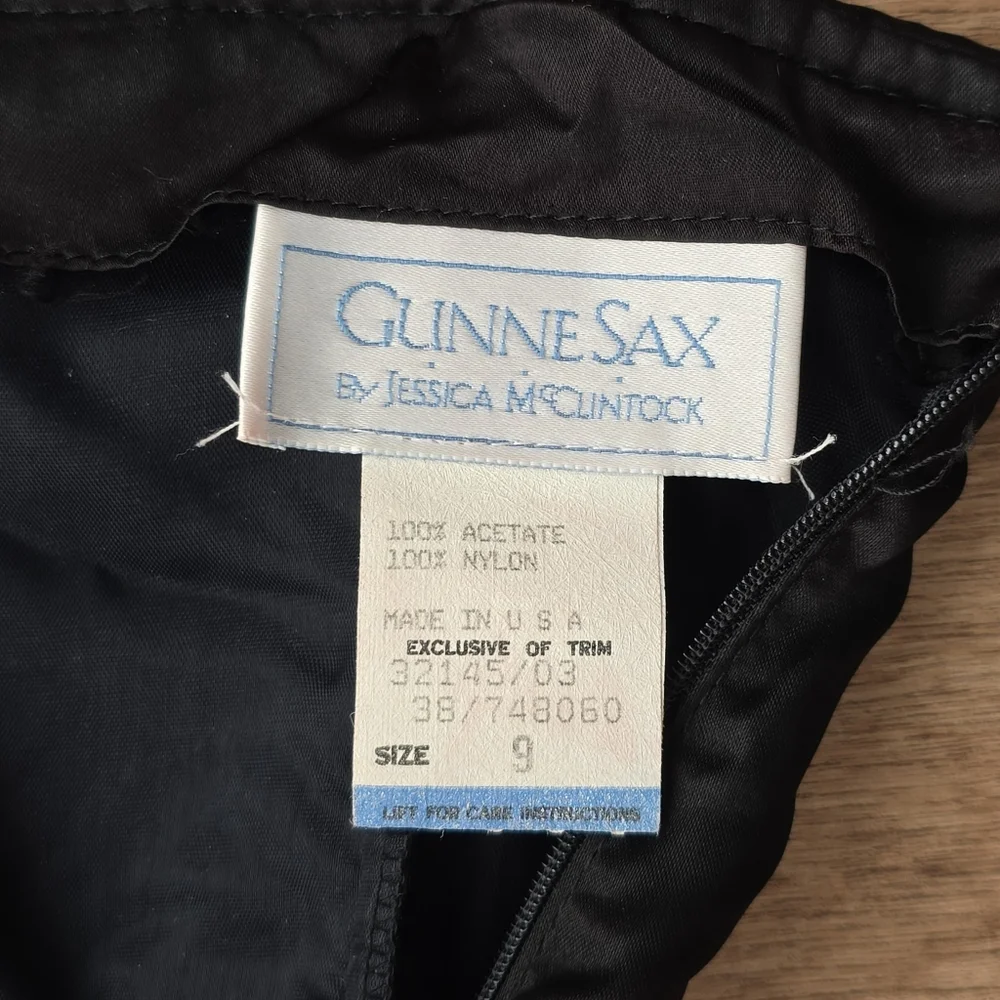 GUNNE SAX
BY JESSICA McCLINTOCK
100% ACETATE
100% NYLON
MADE IN U S A
EXCLUSIVE OF TRIM
32145/03
38/748060
SIZE 9
LIFT FOR CARE INSTRUCTIONS